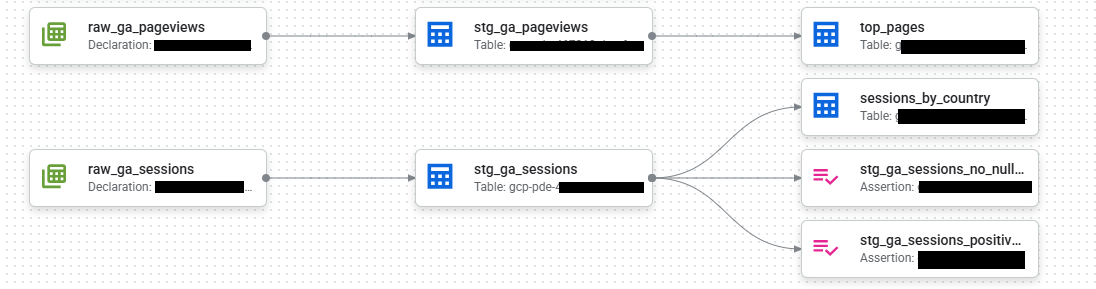 raw_ga_pageviews
Declaration:
stg_ga_pageviews
Table:
top_pages
Table: g
sessions_by_country
Table: g
raw_ga_sessions
Declaration: ...
stg_ga_sessions
Table: gcp-pde-4
stg_ga_sessions_no_null...
Assertion:
stg_ga_sessions_positiv...
Assertion: